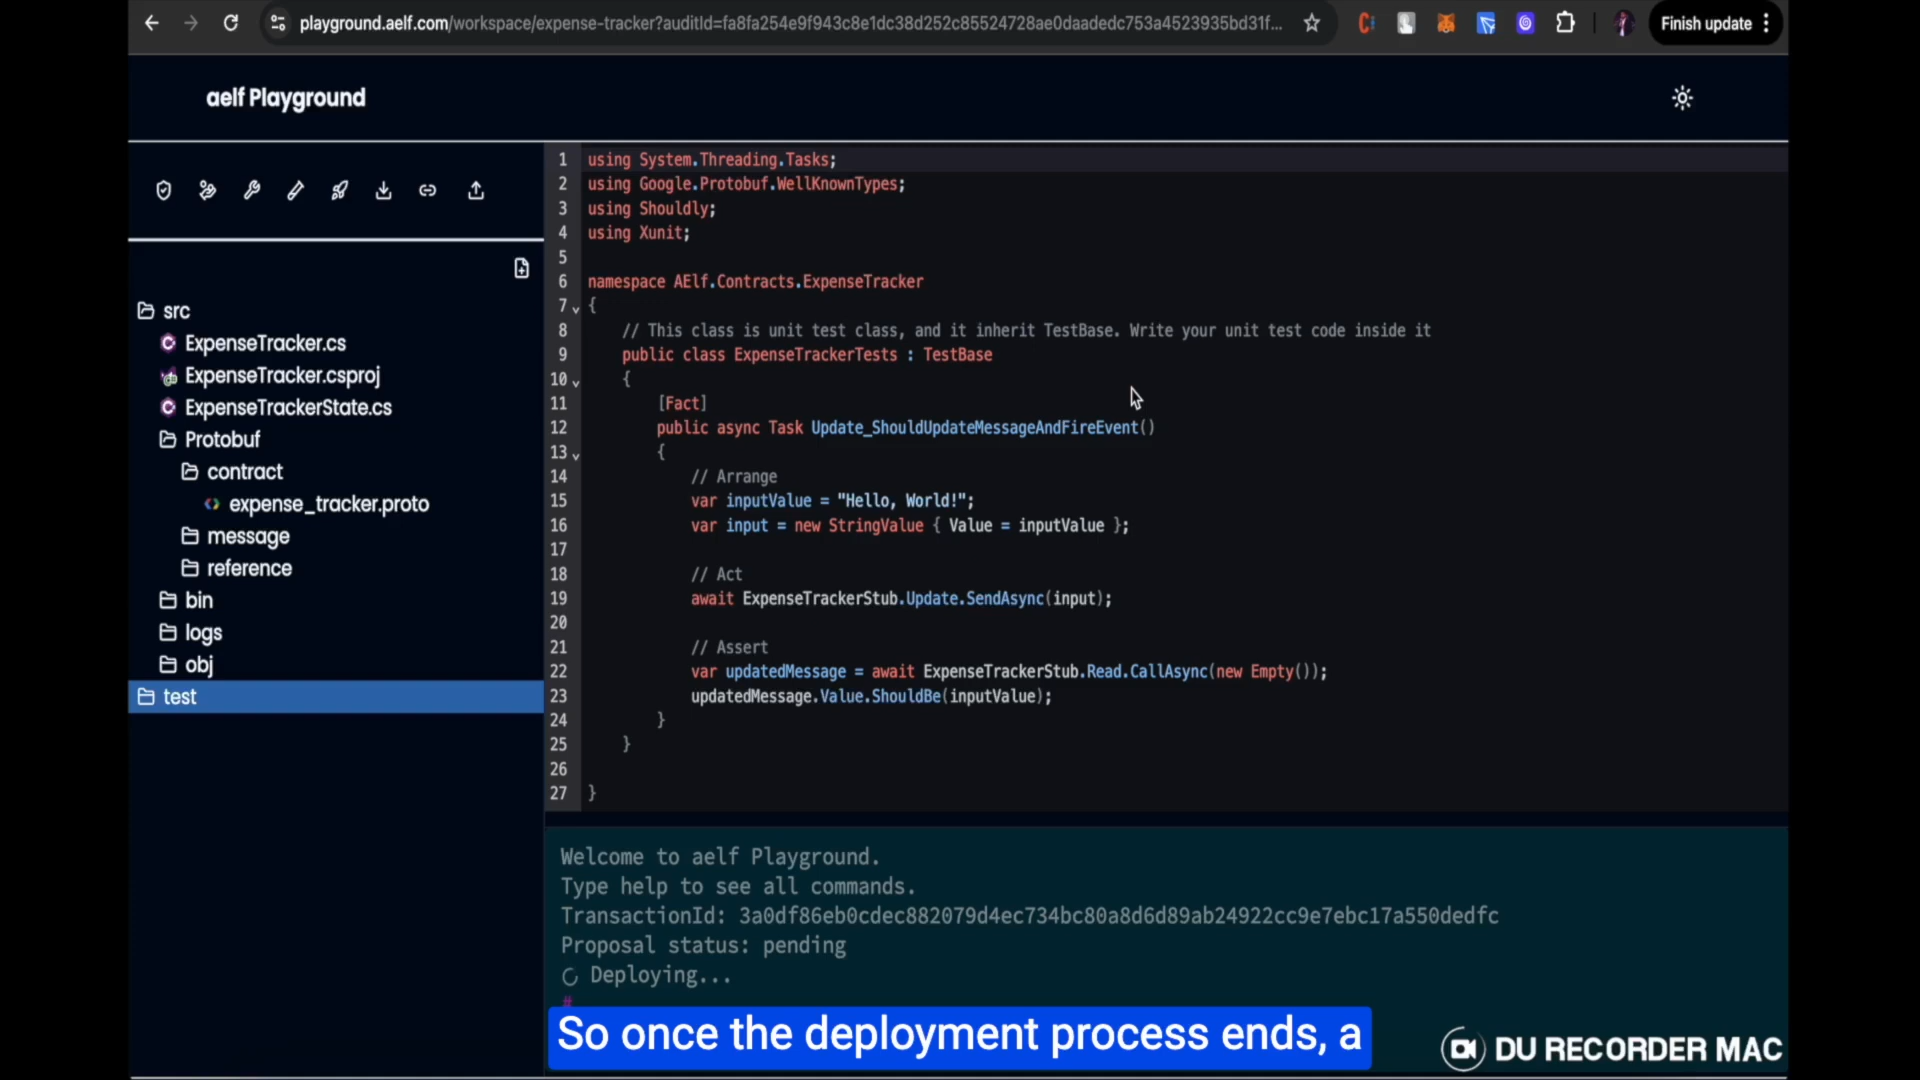 playground.aelf.com/workspace/expense-tracker?auditId=fa8fa254e9f943c8e1dc38d252c85524728ae0daadedc753a4523935bd31f...
Finish update
aelf Playground
src
ExpenseTracker.cs
ExpenseTracker.csproj
ExpenseTrackerState.cs
Protobuf
contract
expense_tracker.proto
message
reference
bin
logs
obj
test
1 using System.Threading.Tasks;
2 using Google.Protobuf.WellKnownTypes;
3 using Shouldly;
4 using Xunit;
5
6 namespace AElf.Contracts.ExpenseTracker
7 {
8 // This class is unit test class, and it inherit TestBase. Write your unit test code inside it
9 public class ExpenseTrackerTests : TestBase
10 {
11 [Fact]
12 public async Task Update_ShouldUpdateMessageAndFireEvent()
13 {
14 // Arrange
15 var inputValue = "Hello, World!";
16 var input = new StringValue { Value = inputValue };
17
18 // Act
19 await ExpenseTrackerStub.Update.SendAsync(input);
20
21 // Assert
22 var updatedMessage = await ExpenseTrackerStub.Read.CallAsync(new Empty());
23 updatedMessage.Value.ShouldBe(inputValue);
24 }
25 }
26
27 }
Welcome to aelf Playground.
Type help to see all commands.
TransactionId: 3a0df86eb0cdec882079d4ec734bc80a8d6d89ab24922cc9e7ebc17a550dedfc
Proposal status: pending
Deploying...
#
So once the deployment process ends, a
DU RECORDER MAC